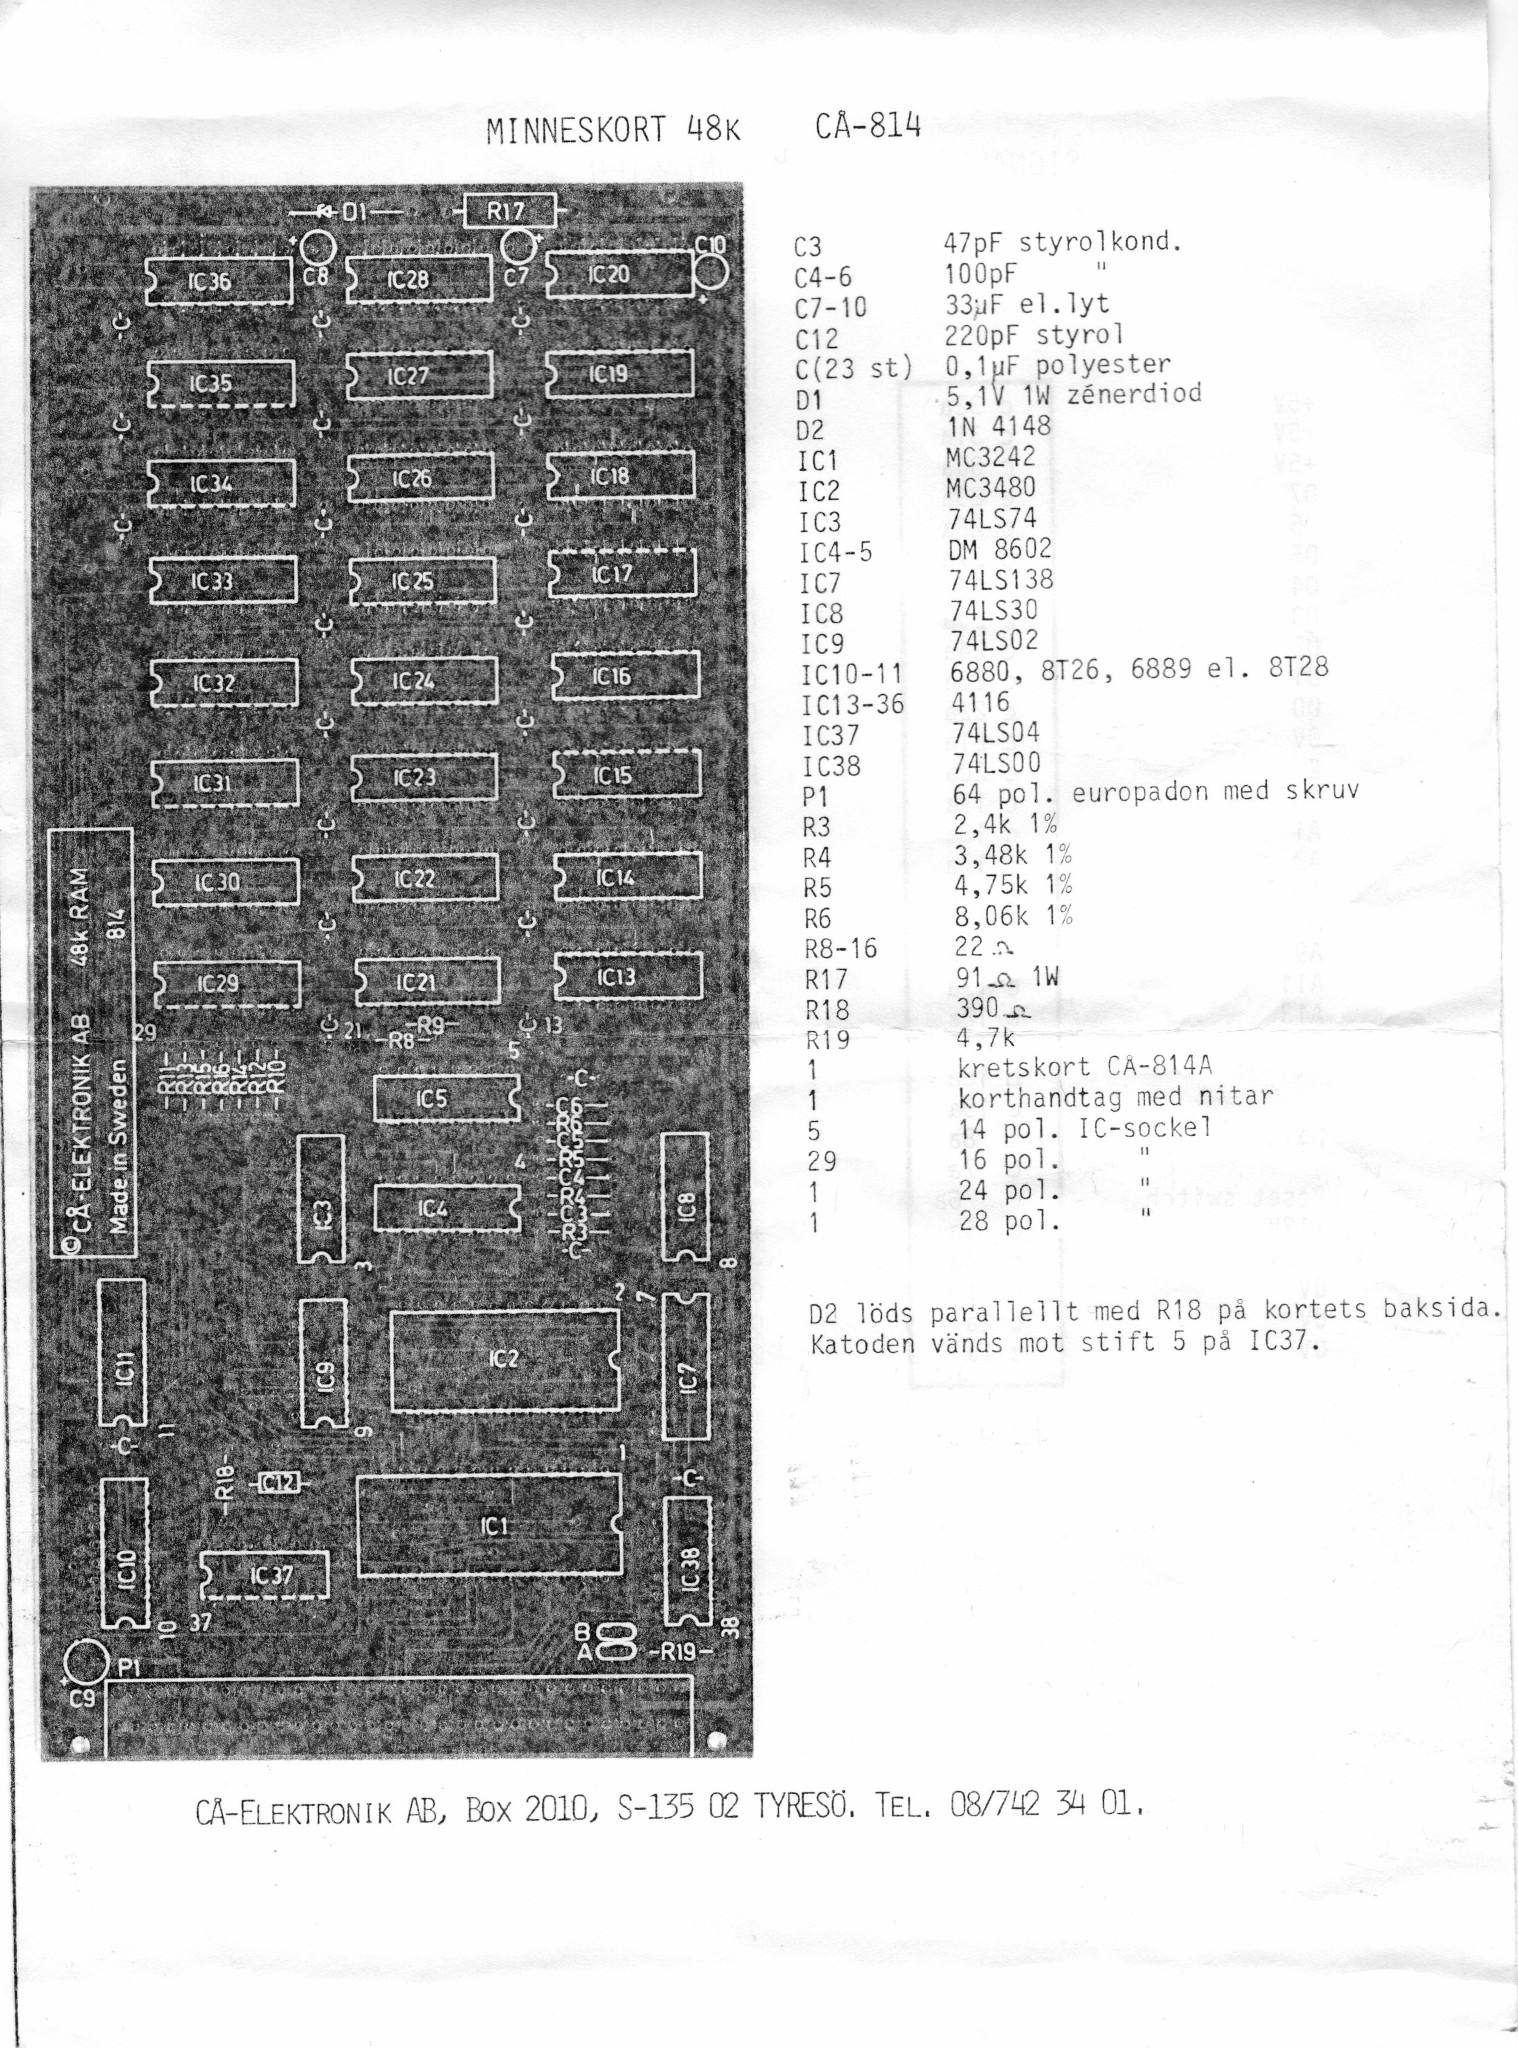 MINNESKORT 48K CÅ-814
D1 R17
C10
IC36 C8 IC28 C7 IC20
-C- -C- -C-
IC35 IC27 IC19
-C- -C- -C-
IC34 IC26 IC18
-C- -C- -C-
IC33 IC25 IC17
-C- -C-
IC32 IC24 IC16
-C- -C-
IC31 IC23 IC15
-C- -C-
IC30 IC22 IC14
-C- -C-
IC29 IC21 IC13
29 -C- 21 -R8- -R9- -C- 13
© CÅ-ELEKTRONIK AB 48k RAM
Made in Sweden 814
-R11-
-R13-
-R15-
-R16-
-R14-
-R12-
-R10-
5
IC5
-C-
-C6-
-R6-
-C5-
-R5-
-C4-
-R4-
-C3-
-R3-
-C-
4
IC4
IC3
3
IC8
8
IC11
11
IC9
9
2
IC2
7
IC7
-C-
-R18-
C12
1
IC1
-C-
IC10
10
37
IC37
IC38
38
B
A
-R19-
P1
C9
C3 47pF styrolkond.
C4-6 100pF "
C7-10 33µF el.lyt
C12 220pF styrol
C(23 st) 0,1µF polyester
D1 5,1V 1W zénerdiod
D2 1N 4148
IC1 MC3242
IC2 MC3480
IC3 74LS74
IC4-5 DM 8602
IC7 74LS138
IC8 74LS30
IC9 74LS02
IC10-11 6880, 8T26, 6889 el. 8T28
IC13-36 4116
IC37 74LS04
IC38 74LS00
P1 64 pol. europadon med skruv
R3 2,4k 1%
R4 3,48k 1%
R5 4,75k 1%
R6 8,06k 1%
R8-16 22 Ω
R17 91 Ω 1W
R18 390 Ω
R19 4,7k
1 kretskort CÅ-814A
1 korthandtag med nitar
5 14 pol. IC-sockel
29 16 pol. "
1 24 pol. "
1 28 pol. "
D2 löds parallellt med R18 på kortets baksida.
Katoden vänds mot stift 5 på IC37.
CÅ-ELEKTRONIK AB, BOX 2010, S-135 02 TYRESÖ. TEL. 08/742 34 01.